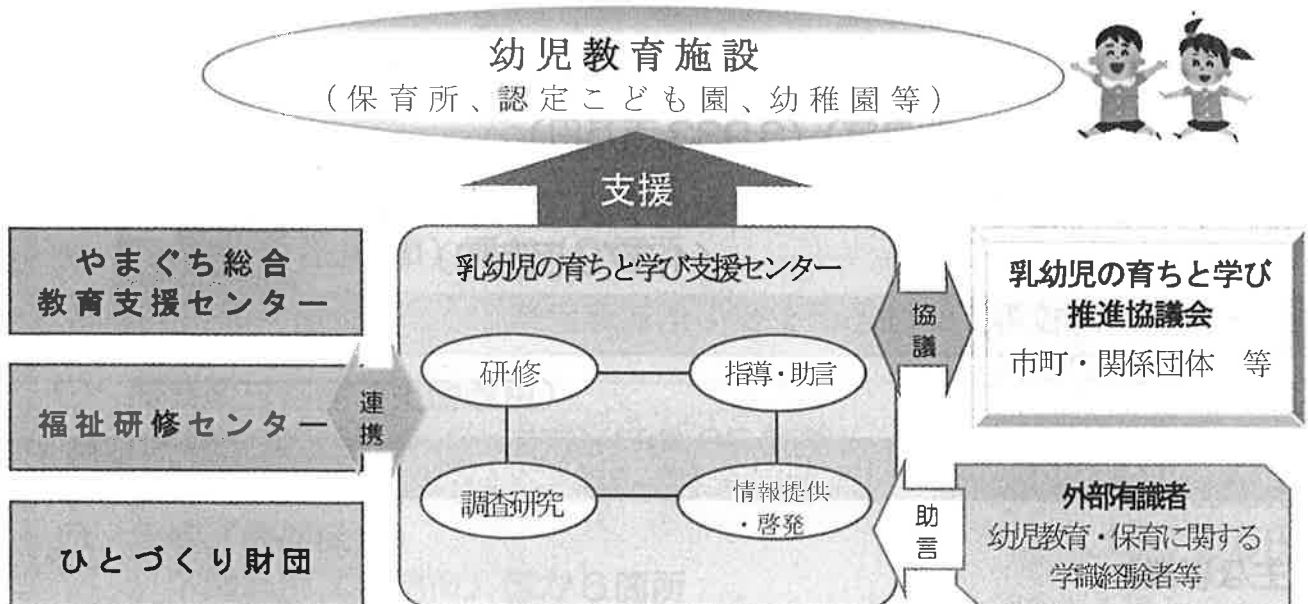 幼児教育施設
（保育所、認定こども園、幼稚園等）
支援
やまぐち総合
教育支援センター
福祉研修センター
ひとづくり財団
連携
乳幼児の育ちと学び支援センター
研修
指導・助言
調査研究
情報提供
・啓発
協議
乳幼児の育ちと学び
推進協議会
市町・関係団体　等
助言
外部有識者
幼児教育・保育に関する
学識経験者等